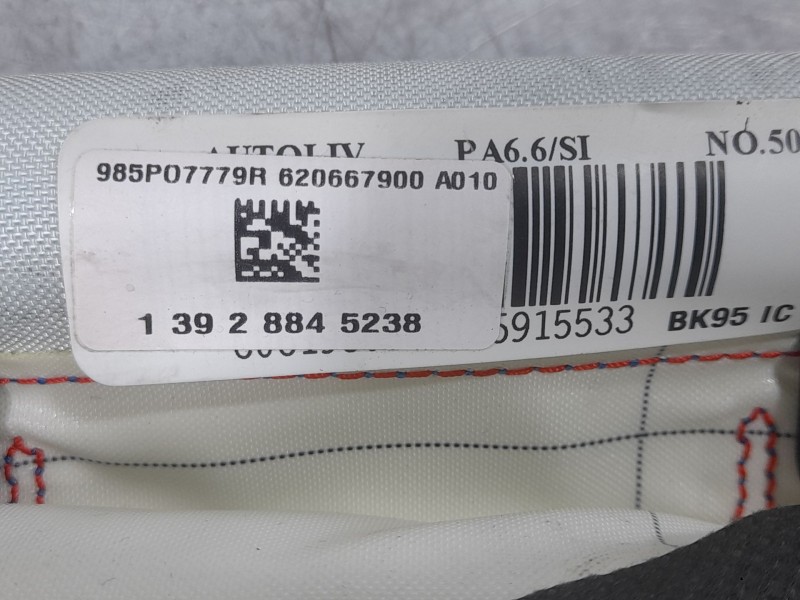 AUTOLIV PA6.6/SI NO.50
985P07779R 620667900 A010
1 39 2 884 5238
5915533 BK95 IC